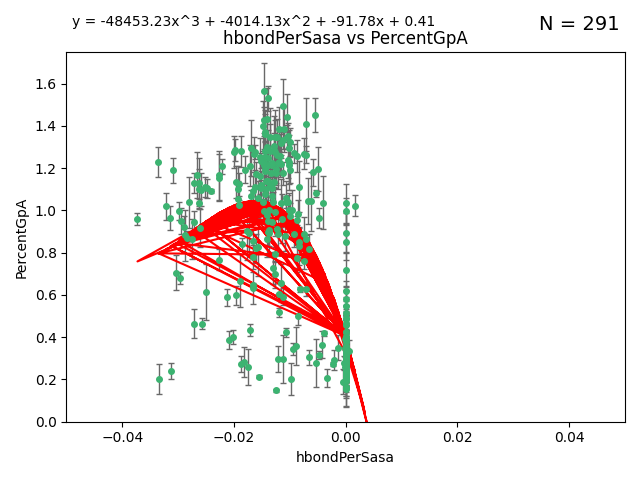 y = -48453.23x^3 + -4014.13x^2 + -91.78x + 0.41
N = 291
hbondPerSasa vs PercentGpA
1.6
1.4
1.2
1.0
0.8
0.6
0.4
0.2
0.0
PercentGpA
−0.04 −0.02 0.00 0.02 0.04
hbondPerSasa